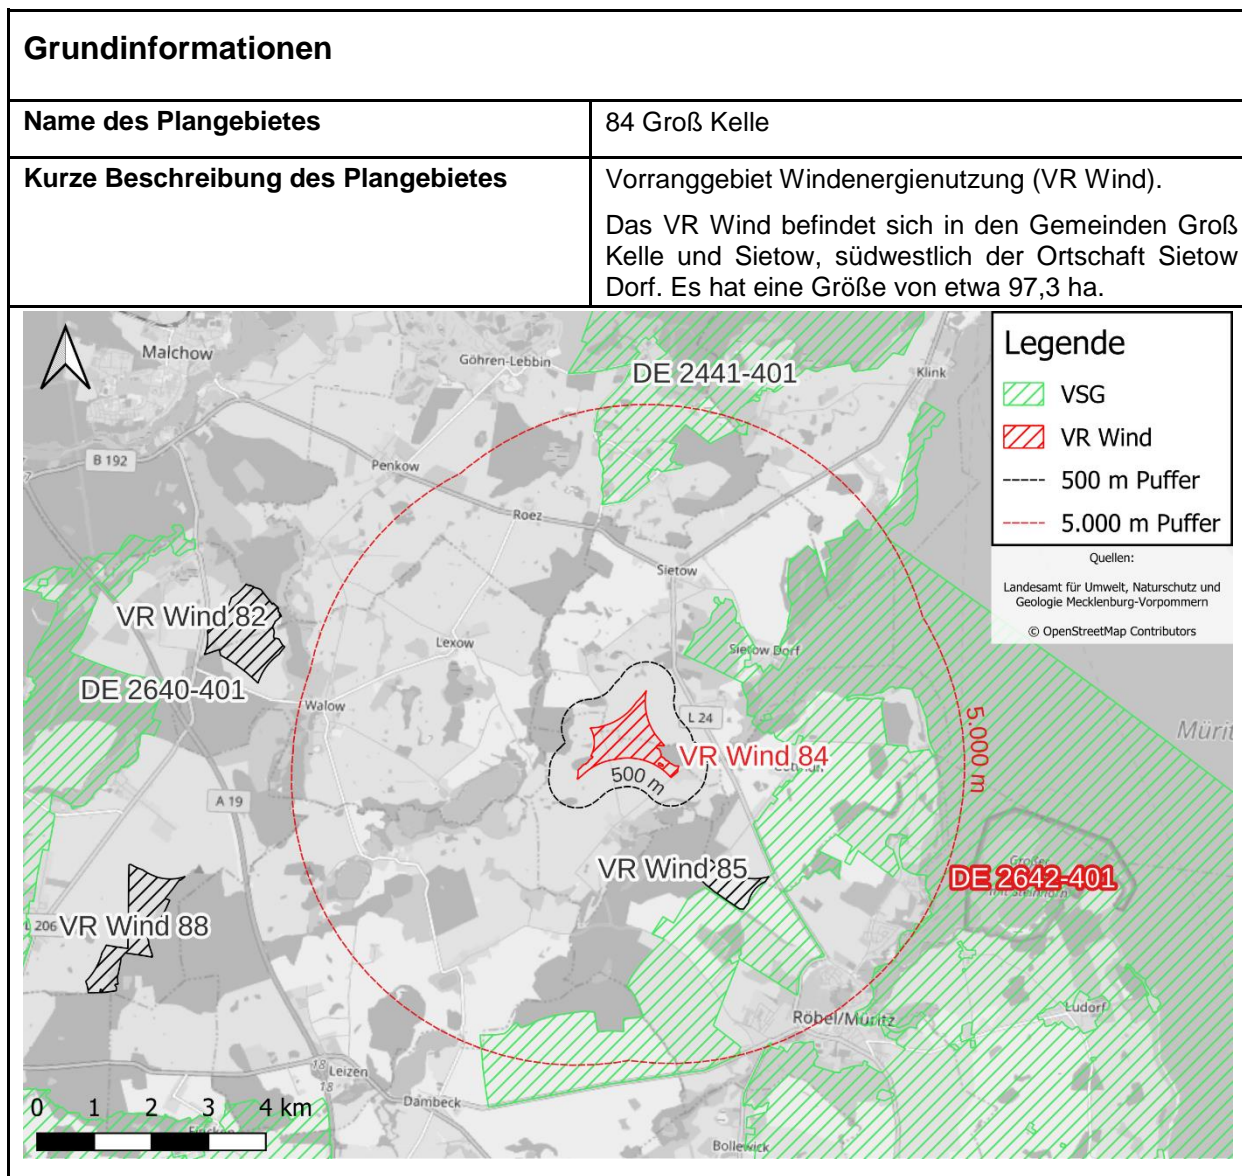 Grundinformationen
Name des Plangebietes
84 Groß Kelle
Kurze Beschreibung des Plangebietes
Vorranggebiet Windenergienutzung (VR Wind).
Das VR Wind befindet sich in den Gemeinden Groß
Kelle und Sietow, südwestlich der Ortschaft Sietow
Dorf. Es hat eine Größe von etwa 97,3 ha.
Malchow
Göhren-Lebbin
DE 2441-401
Klink
B 192
Penkow
Roez
Sietow
VR Wind 82
Lexow
Sietow Dorf
DE 2640-401
Walow
L 24
VR Wind 84
500 m
5.000 m
Mürit
A 19
VR Wind 85
Großer
DE 2642-401
206
VR Wind 88
Röbel/Müritz
Ludorf
18
Leizen
18
Dambeck
Bollewick
0 1 2 3 4 km
Legende
VSG
VR Wind
500 m Puffer
5.000 m Puffer
Quellen:
Landesamt für Umwelt, Naturschutz und
Geologie Mecklenburg-Vorpommern
© OpenStreetMap Contributors